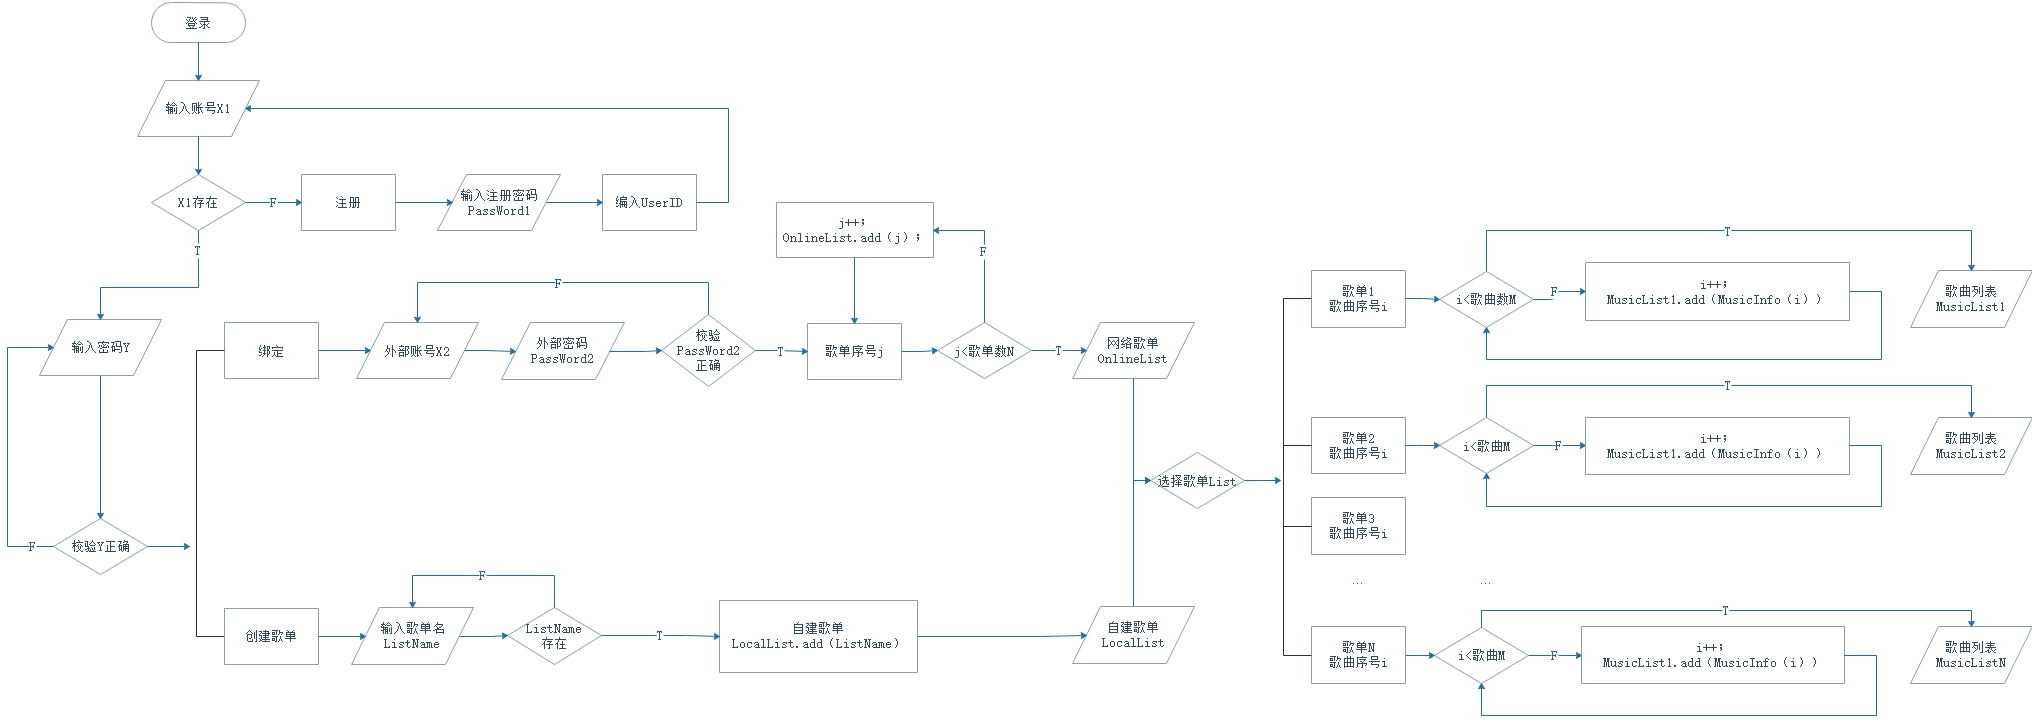 登录
输入账号X1
X1存在
F
注册
输入注册密码
PassWord1
编入UserID
T
输入密码Y
校验Y正确
F
绑定
外部账号X2
外部密码
PassWord2
校验
PassWord2
正确
F
T
歌单序号j
j++;
OnlineList.add（j）;
F
j<歌单数N
T
网络歌单
OnlineList
创建歌单
输入歌单名
ListName
F
ListName
存在
T
自建歌单
LocalList.add（ListName）
自建歌单
LocalList
选择歌单List
歌单1
歌曲序号i
i<歌曲数M
F
T
i++;
MusicList1.add（MusicInfo（i））
歌曲列表
MusicList1
歌单2
歌曲序号i
i<歌曲M
F
T
i++;
MusicList1.add（MusicInfo（i））
歌曲列表
MusicList2
歌单3
歌曲序号i
...
...
歌单N
歌曲序号i
i<歌曲M
F
T
i++;
MusicList1.add（MusicInfo（i））
歌曲列表
MusicListN